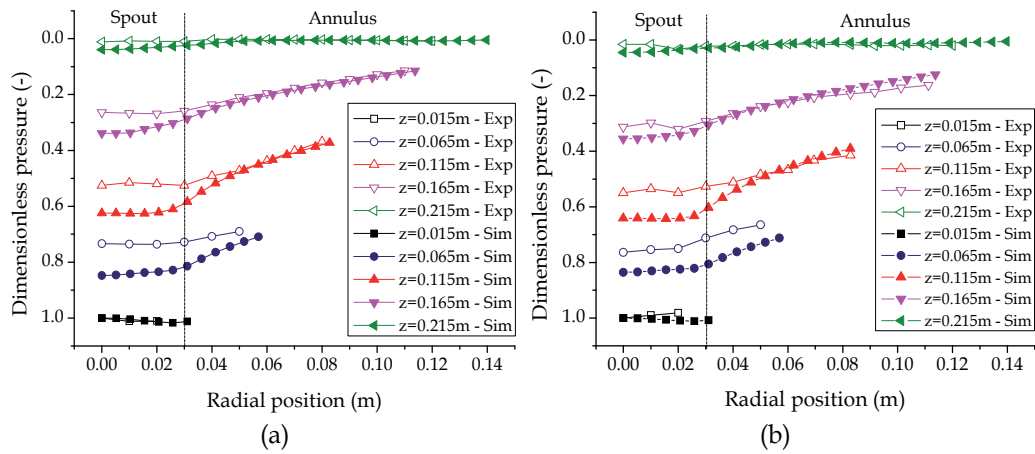 Spout Annulus
0.0
0.2
0.4
0.6
0.8
1.0
Dimensionless pressure (-)
z=0.015m - Exp
z=0.065m - Exp
z=0.115m - Exp
z=0.165m - Exp
z=0.215m - Exp
z=0.015m - Sim
z=0.065m - Sim
z=0.115m - Sim
z=0.165m - Sim
z=0.215m - Sim
0.00 0.02 0.04 0.06 0.08 0.10 0.12 0.14
Radial position (m)
(a)
Spout Annulus
0.0
0.2
0.4
0.6
0.8
1.0
Dimensionless pressure (-)
z=0.015m - Exp
z=0.065m - Exp
z=0.115m - Exp
z=0.165m - Exp
z=0.215m - Exp
z=0.015m - Sim
z=0.065m - Sim
z=0.115m - Sim
z=0.165m - Sim
z=0.215m - Sim
0.00 0.02 0.04 0.06 0.08 0.10 0.12 0.14
Radial position (m)
(b)